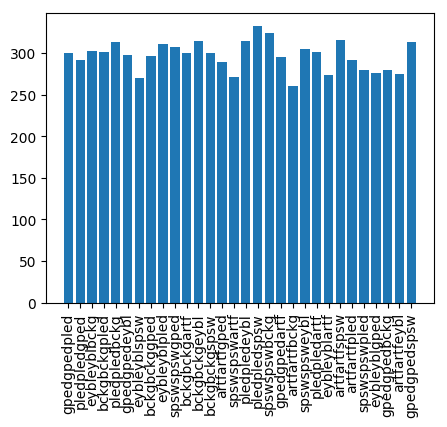 300
250
200
150
100
50
0
gpedgpedpled
pledpledgped
eybleyblbckg
bckgbckgpled
pledpledbckg
gpedgpedeybl
eybleyblspsw
bckgbckggped
eybleyblpled
spswspswgped
bckgbckgartf
bckgbckgeybl
bckgbckgspsw
artfartfgped
spswspswartf
pledpledeybl
pledpledspsw
spswspswbckg
gpedgpedartf
artfartfbckg
spswspsweybl
pledpledartf
eybleyblartf
artfartfspsw
artfartfpled
spswspswpled
eybleyblgped
gpedgpedbckg
artfartfeybl
gpedgpedspsw